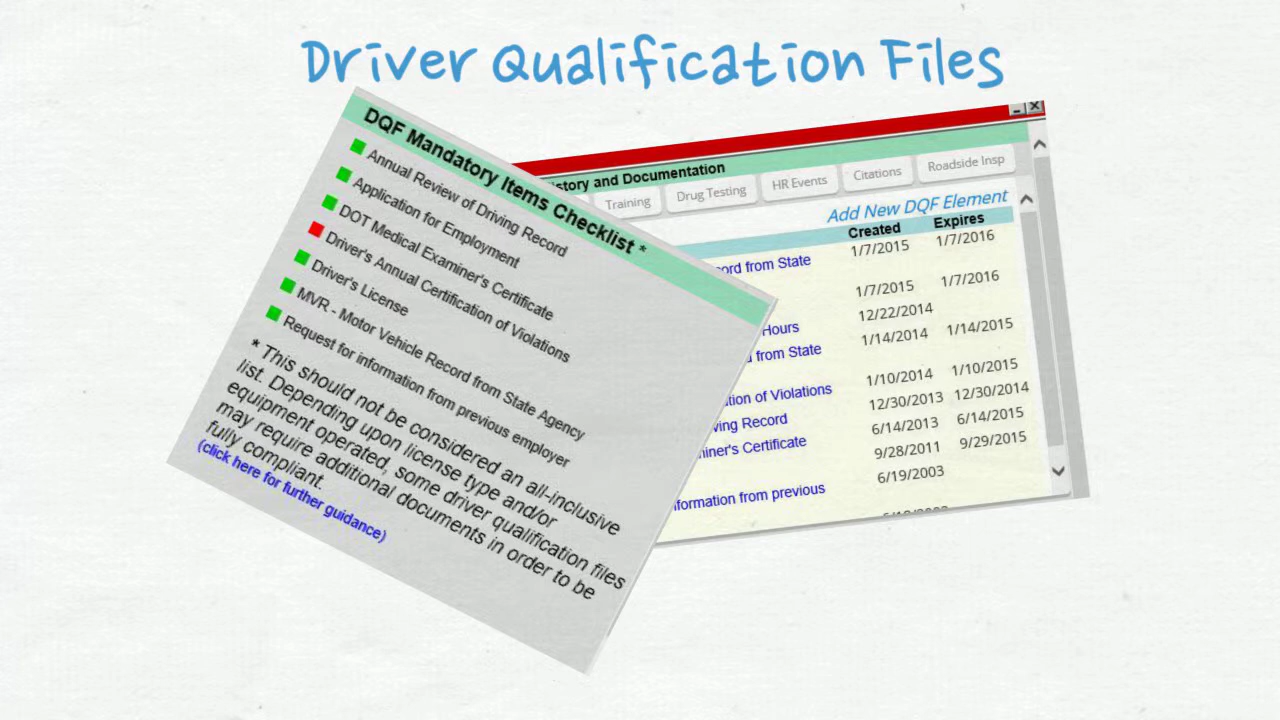 Driver Qualification Files
DQF Mandatory Items Checklist *
Annual Review of Driving Record
Application for Employment
DOT Medical Examiner's Certificate
Driver's Annual Certification of Violations
Driver's License
MVR - Motor Vehicle Record from State Agency
Request for information from previous employer
* This should not be considered an all-inclusive
list. Depending upon license type and/or
equipment operated, some driver qualification files
may require additional documents in order to be
fully compliant.
(click here for further guidance)
istory and Documentation
Training Drug Testing HR Events Citations Roadside Insp
Add New DQF Element
Created Expires
ord from State 1/7/2015 1/7/2016
1/7/2015 1/7/2016
Hours 12/22/2014
from State 1/14/2014 1/14/2015
tion of Violations 1/10/2014 1/10/2015
ving Record 12/30/2013 12/30/2014
niner's Certificate 6/14/2013 6/14/2015
9/28/2011 9/29/2015
nformation from previous 6/19/2003